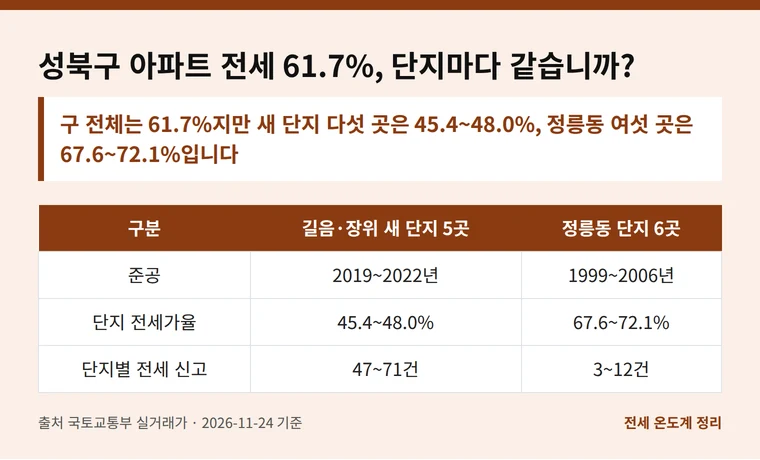 성북구 아파트 전세 61.7%, 단지마다 같습니까?
구 전체는 61.7%지만 새 단지 다섯 곳은 45.4~48.0%, 정릉동 여섯 곳은
67.6~72.1%입니다
구분 길음·장위 새 단지 5곳 정릉동 단지 6곳
준공 2019~2022년 1999~2006년
단지 전세가율 45.4~48.0% 67.6~72.1%
단지별 전세 신고 47~71건 3~12건
출처 국토교통부 실거래가 · 2026-11-24 기준 전세 온도계 정리